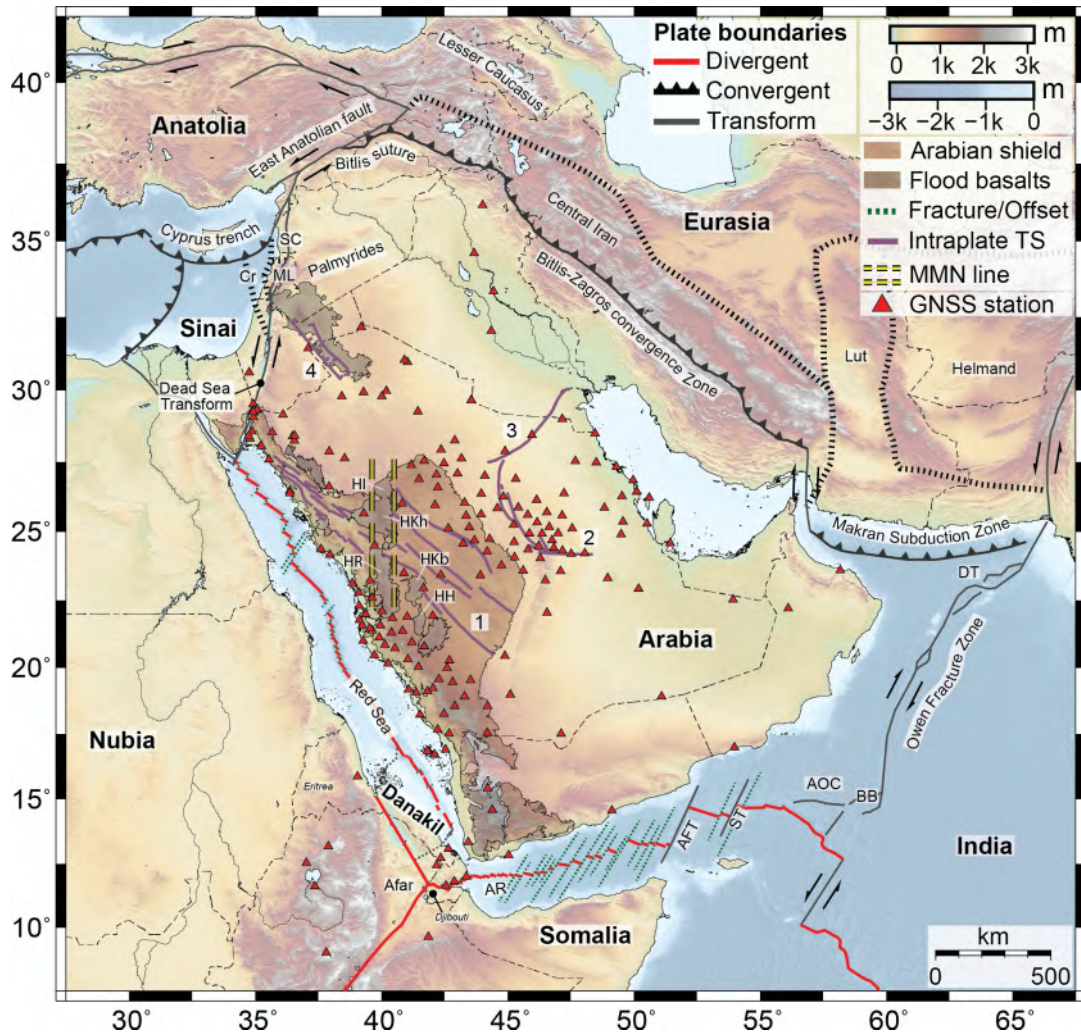 Plate boundaries
Divergent
Convergent
Transform
m
0 1k 2k 3k
m
−3k −2k −1k 0
Arabian shield
Flood basalts
Fracture/Offset
Intraplate TS
MMN line
GNSS station
40°
35°
30°
25°
20°
15°
10°
Lesser Caucasus
Anatolia
East Anatolian fault
Bitlis suture
Eurasia
Central Iran
Cyprus trench
SC
Cr
ML
Palmyrides
Bitlis-Zagros convergence Zone
Sinai
Lut
Helmand
4
Dead Sea
Transform
3
HI
HKh
2
Makran Subduction Zone
HR
HKb
DT
HH
1
Arabia
Owen Fracture Zone
Red Sea
Nubia
Eritrea
Danakil
AOC
BB
AFT
ST
India
Afar
AR
Djibouti
Somalia
km
0 500
30° 35° 40° 45° 50° 55° 60° 65°